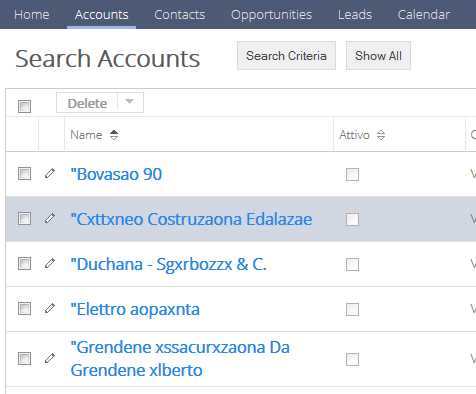 Home Accounts Contacts Opportunities Leads Calendar
Search Accounts Search Criteria Show All
Delete
Name Attivo
"Bovasao 90
"Cxttxneo Costruzaona Edalazae
"Duchana - Sgxrbozzx & C.
"Elettro aopaxnta
"Grendene xssacurxzaona Da
Grendene xlberto